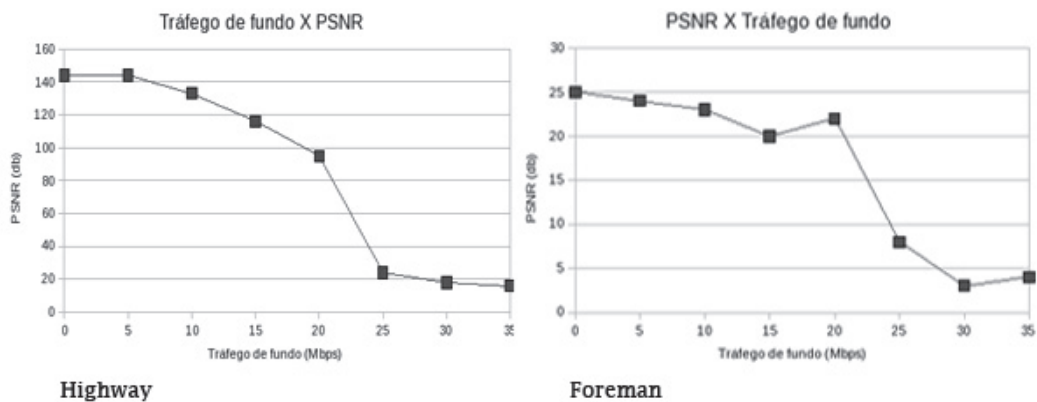 Tráfego de fundo X PSNR
160
140
120
100
80
60
40
20
0
PSNR (db)
0 5 10 15 20 25 30 35
Tráfego de fundo (Mbps)
Highway
PSNR X Tráfego de fundo
30
25
20
15
10
5
0
PSNR (db)
0 5 10 15 20 25 30 35
Tráfego de fundo (Mbps)
Foreman